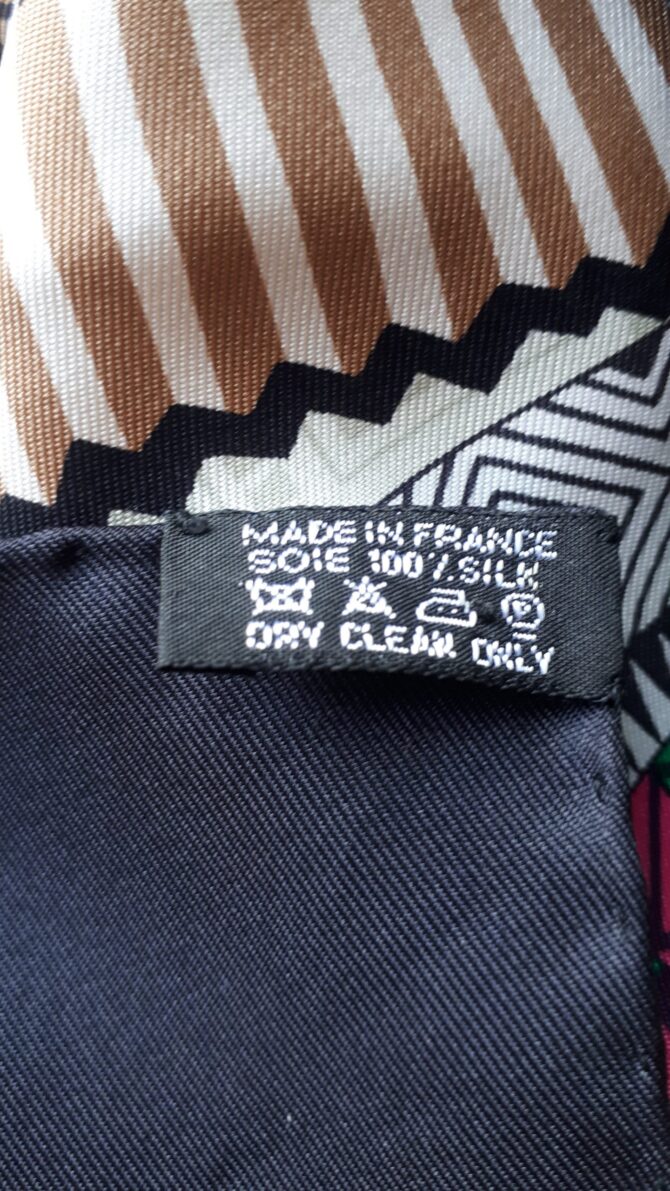 MADE IN FRANCE
SOIE 100% SILK
DRY CLEAN ONLY